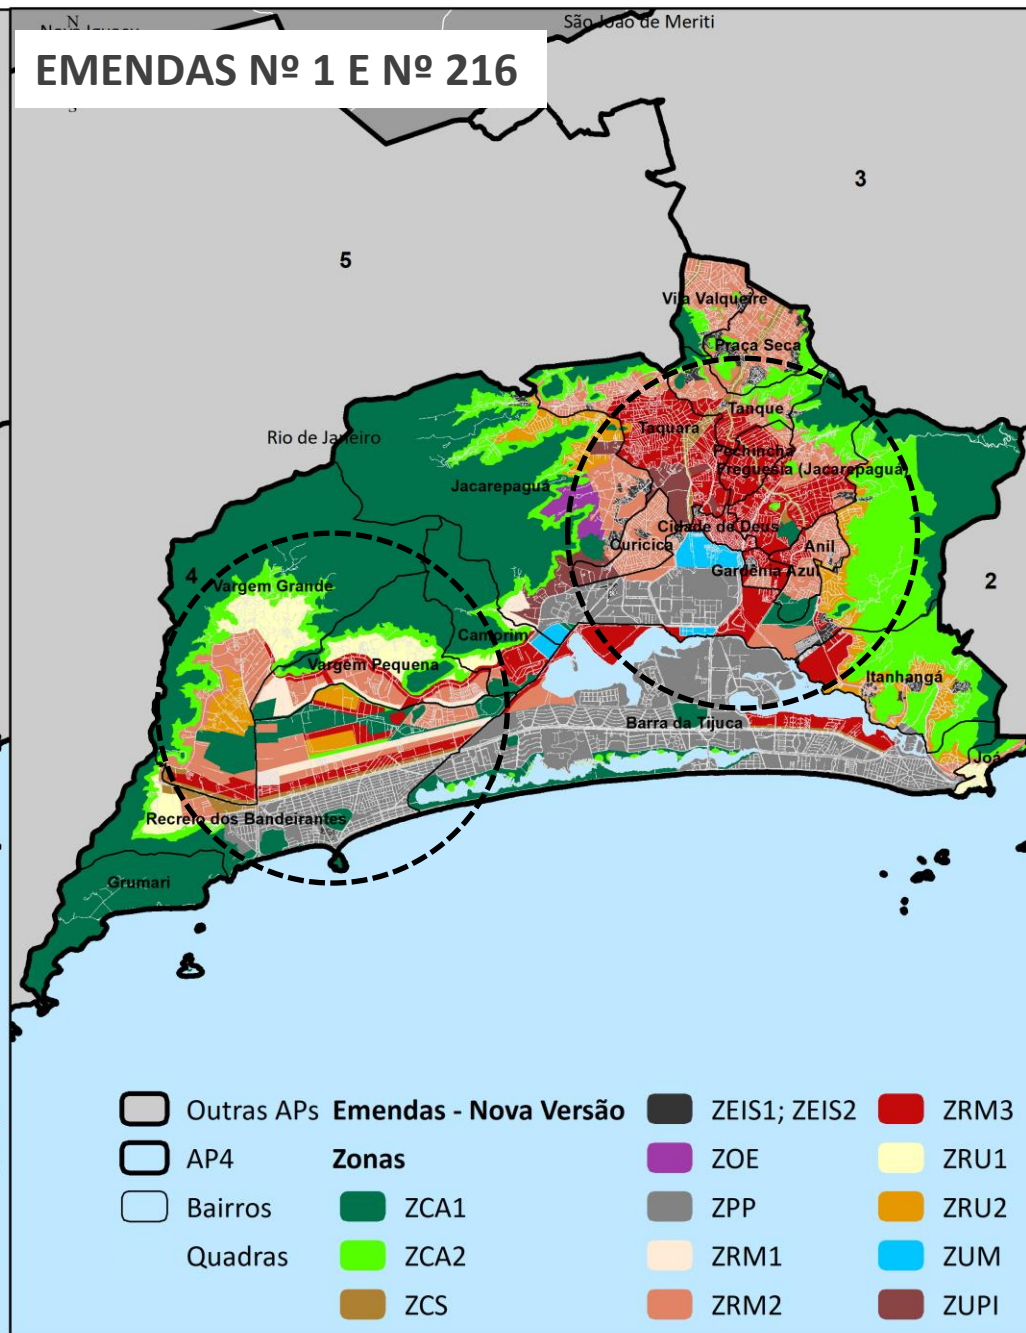 N
São João de Meriti
EMENDAS Nº 1 E Nº 216
S
3
5
Vila Valqueire
Praça Seca
Tanque
Taquara
Rio de Janeiro
Pechincha
Freguesia (Jacarepaguá)
Jacarepaguá
Cidade de Deus
Curicica
Anil
Gardênia Azul
4
2
Vargem Grande
Camorim
Vargem Pequena
Itanhangá
Barra da Tijuca
Joá
Recreio dos Bandeirantes
Grumari
Outras APs
AP4
Bairros
Quadras
Emendas - Nova Versão
Zonas
ZCA1
ZCA2
ZCS
ZEIS1; ZEIS2
ZOE
ZPP
ZRM1
ZRM2
ZRM3
ZRU1
ZRU2
ZUM
ZUPI